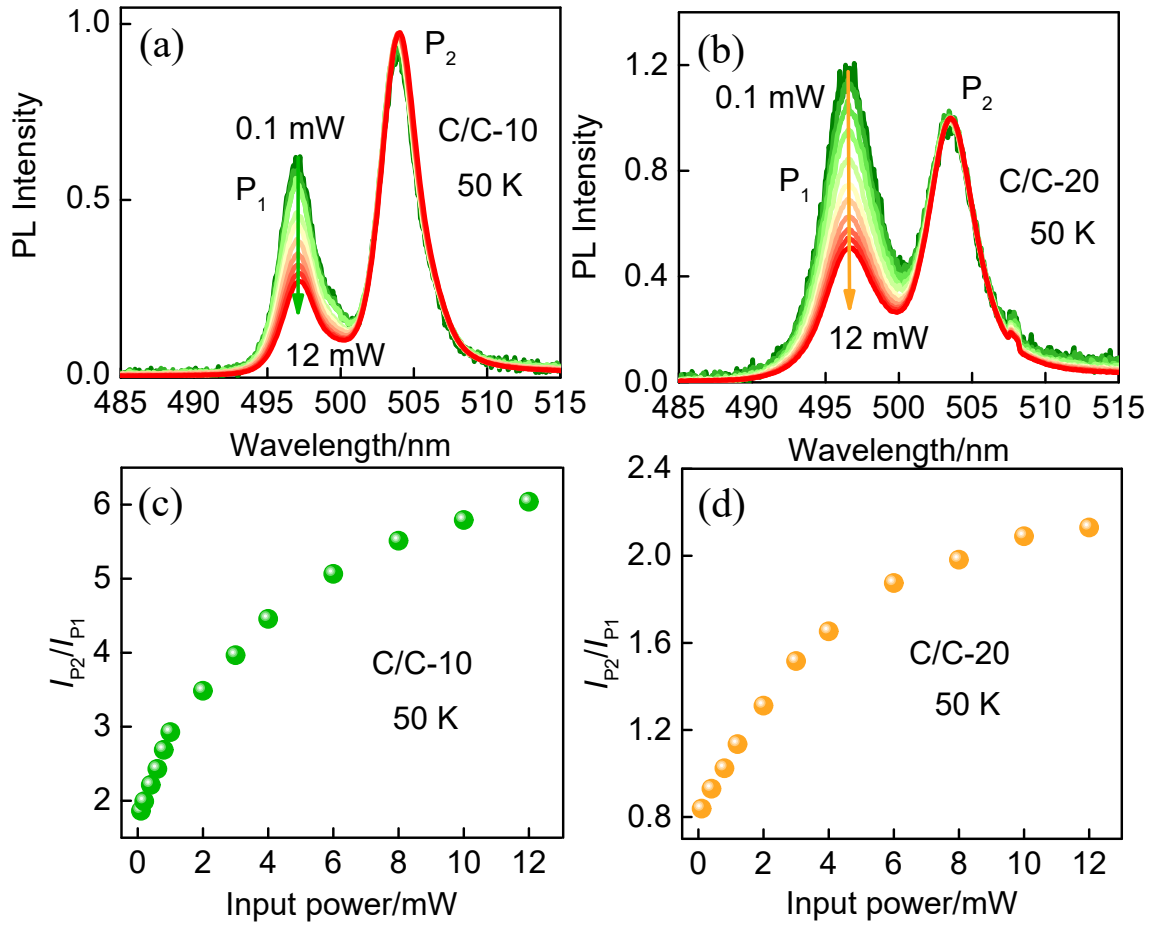 (a)
P2
0.1 mW
C/C-10
P1
50 K
12 mW
PL Intensity
1.0
0.5
0.0
485 490 495 500 505 510 515
Wavelength/nm
(b)
P2
0.1 mW
P1
C/C-20
50 K
12 mW
PL Intensity
1.2
0.8
0.4
0.0
485 490 495 500 505 510 515
Wavelength/nm
(c)
C/C-10
50 K
IP2/IP1
6
5
4
3
2
0 2 4 6 8 10 12
Input power/mW
(d)
C/C-20
50 K
IP2/IP1
2.4
2.0
1.6
1.2
0.8
0 2 4 6 8 10 12
Input power/mW